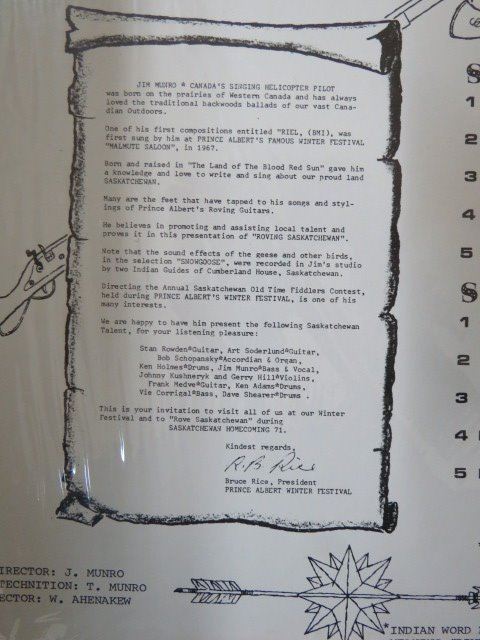 JIM MUNRO * CANADA'S SINGING HELICOPTER PILOT
was born on the prairies of Western Canada and has always
loved the traditional backwoods ballads of our vast Cana-
dian Outdoors.
One of his first compositions entitled "RIEL, (BMI), was
first sung by him at PRINCE ALBERT'S FAMOUS WINTER FESTIVAL
"MALMUTE SALOON", in 1967.
Born and raised in "The Land of The Blood Red Sun" gave him
a knowledge and love to write and sing about our proud land
SASKATCHEWAN.
Many are the feet that have tapped to his songs and styl-
ings of Prince Albert's Roving Guitars.
He believes in promoting and assisting local talent and
proves it in this presentation of "ROVING SASKATCHEWAN".
Note that the sound effects of the geese and other birds,
in the selection "SNOWGOOSE", were recorded in Jim's studio
by two Indian Guides of Cumberland House, Saskatchewan.
Directing the Annual Saskatchewan Old Time Fiddlers Contest,
held during PRINCE ALBERT'S WINTER FESTIVAL, is one of his
many interests.
We are happy to have him present the following Saskatchewan
Talent, for your listening pleasure:
Stan Rowden*Guitar, Art Soderlund*Guitar,
Bob Schopansky*Accordian & Organ,
Ken Holmes*Drums, Jim Munro*Bass & Vocal,
Johnny Kushneryk and Gerry Hill*Violins,
Frank Medve*Guitar, Ken Adams*Drums,
Vie Corrigal*Bass, Dave Shearer*Drums .
This is your invitation to visit all of us at our Winter
Festival and to "Rove Saskatchewan" during
SASKATCHEWAN HOMECOMING 71.
Kindest regards,
R.B Rice
Bruce Rice, President
PRINCE ALBERT WINTER FESTIVAL
S
1
2
3
4
5
S
1
2
3
4
5
IRECTOR: J. MUNRO
TECHNITION: T. MUNRO
ECTOR: W. AHENAKEW
*INDIAN WORD